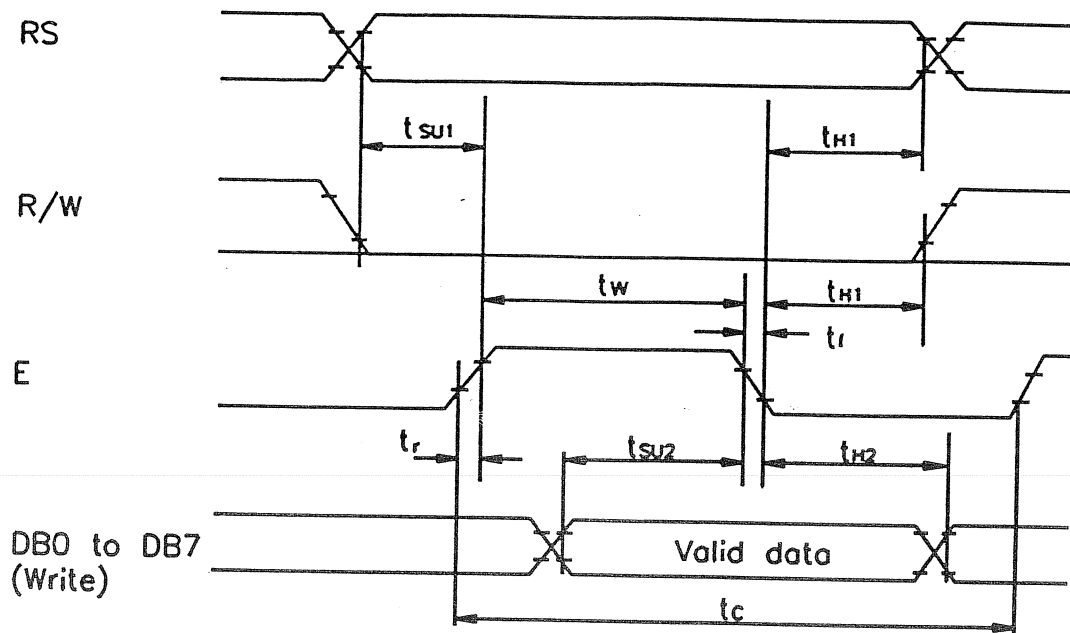 RS
tSU1
tH1
R/W
tW
tH1
tf
E
tr
tSU2
tH2
DB0 to DB7
(Write)
Valid data
tC